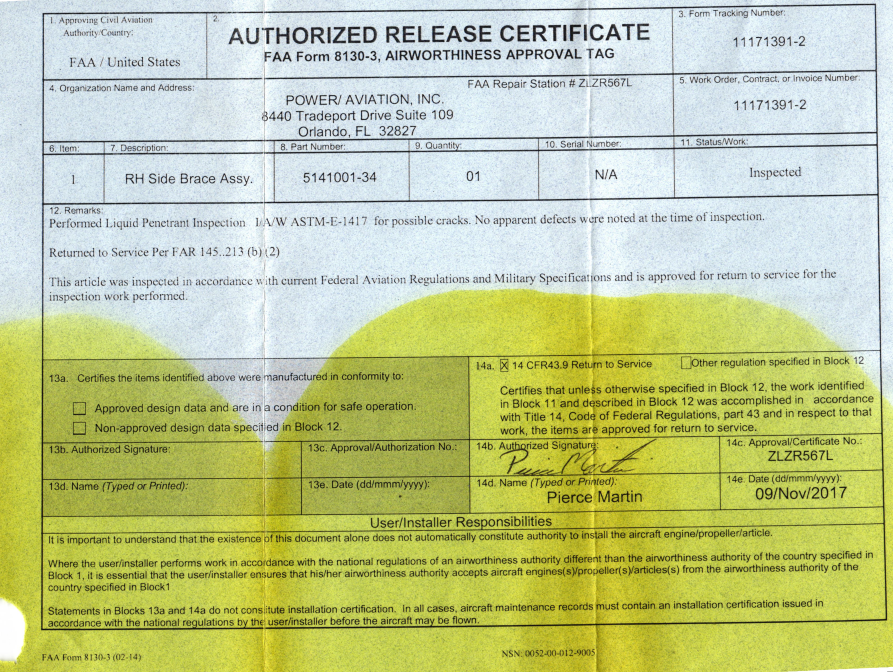 1. Approving Civil Aviation
Authority/Country:
FAA / United States
2.
AUTHORIZED RELEASE CERTIFICATE
FAA Form 8130-3, AIRWORTHINESS APPROVAL TAG
3. Form Tracking Number:
11171391-2
4. Organization Name and Address:
FAA Repair Station # ZLZR567L
POWER/ AVIATION, INC.
8440 Tradeport Drive Suite 109
Orlando, FL 32827
5. Work Order, Contract, or Invoice Number:
11171391-2
6. Item:
7. Description:
8. Part Number:
9. Quantity:
10. Serial Number:
11. Status/Work:
1
RH Side Brace Assy.
5141001-34
01
N/A
Inspected
12. Remarks:
Performed Liquid Penetrant Inspection I/A/W ASTM-E-1417 for possible cracks. No apparent defects were noted at the time of inspection.
Returned to Service Per FAR 145..213 (b) (2)
This article was inspected in accordance with current Federal Aviation Regulations and Military Specifications and is approved for return to service for the
inspection work performed.
13a. Certifies the items identified above were manufactured in conformity to:
Approved design data and are in a condition for safe operation.
Non-approved design data specified in Block 12.
14a. X 14 CFR43.9 Return to Service
Other regulation specified in Block 12
Certifies that unless otherwise specified in Block 12, the work identified
in Block 11 and described in Block 12 was accomplished in accordance
with Title 14, Code of Federal Regulations, part 43 and in respect to that
work, the items are approved for return to service.
13b. Authorized Signature:
13c. Approval/Authorization No.:
14b. Authorized Signature:
Pierce Martin
14c. Approval/Certificate No.:
ZLZR567L
13d. Name (Typed or Printed):
13e. Date (dd/mmm/yyyy):
14d. Name (Typed or Printed):
Pierce Martin
14e. Date (dd/mmm/yyyy):
09/Nov/2017
User/Installer Responsibilities
It is important to understand that the existence of this document alone does not automatically constitute authority to install the aircraft engine/propeller/article.
Where the user/installer performs work in accordance with the national regulations of an airworthiness authority different than the airworthiness authority of the country specified in
Block 1, it is essential that the user/installer ensures that his/her airworthiness authority accepts aircraft engines(s)/propeller(s)/articles(s) from the airworthiness authority of the
country specified in Block1
Statements in Blocks 13a and 14a do not constitute installation certification. In all cases, aircraft maintenance records must contain an installation certification issued in
accordance with the national regulations by the user/installer before the aircraft may be flown.
FAA Form 8130-3 (02-14)
NSN: 0052-00-012-9005